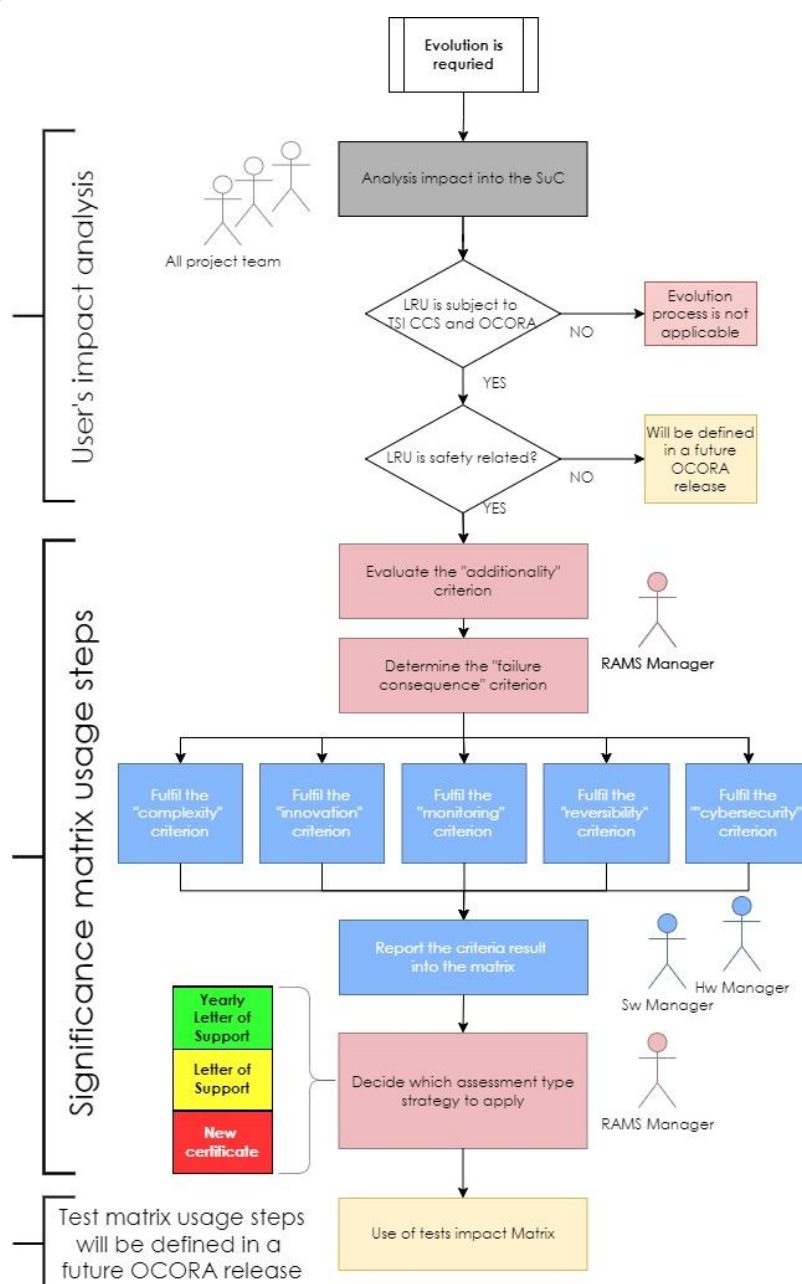 Evolution is
requried
User's impact analysis
All project team
Analysis impact into the SuC
LRU is subject to
TSI CCS and OCORA
NO
Evolution
process is not
applicable
YES
LRU is safety related?
NO
Will be defined
in a future
OCORA
release
YES
Significance matrix usage steps
Evaluate the "additionality"
criterion
RAMS Manager
Determine the "failure
consequence" criterion
Fulfil the
"complexity"
criterion
Fulfil the
"innovation"
criterion
Fulfil the
"monitoring"
criterion
Fulfil the
"reversibility"
criterion
Fulfil the
""cybersecurity"
criterion
Report the criteria result
into the matrix
Sw Manager
Hw Manager
Yearly
Letter of
Support
Letter of
Support
New
certificate
Decide which assessment type
strategy to apply
RAMS Manager
Test matrix usage steps
will be defined in a
future OCORA release
Use of tests impact Matrix